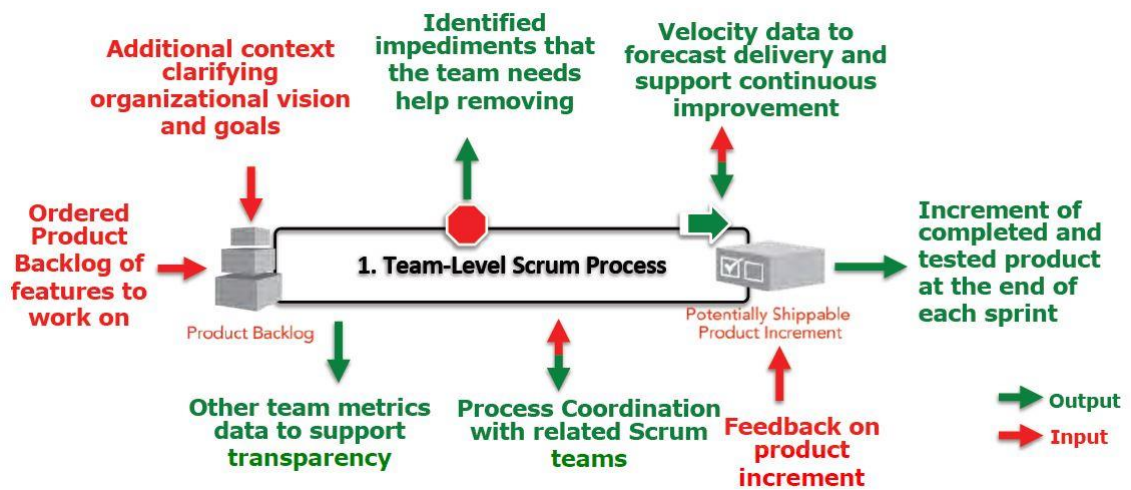 Additional context
clarifying
organizational vision
and goals
Identified
impediments that
the team needs
help removing
Velocity data to
forecast delivery and
support continuous
improvement
Ordered
Product
Backlog of
features to
work on
1. Team-Level Scrum Process
Product Backlog
Potentially Shippable
Product Increment
Increment of
completed and
tested product
at the end of
each sprint
Other team metrics
data to support
transparency
Process Coordination
with related Scrum
teams
Feedback on
product
increment
Output
Input